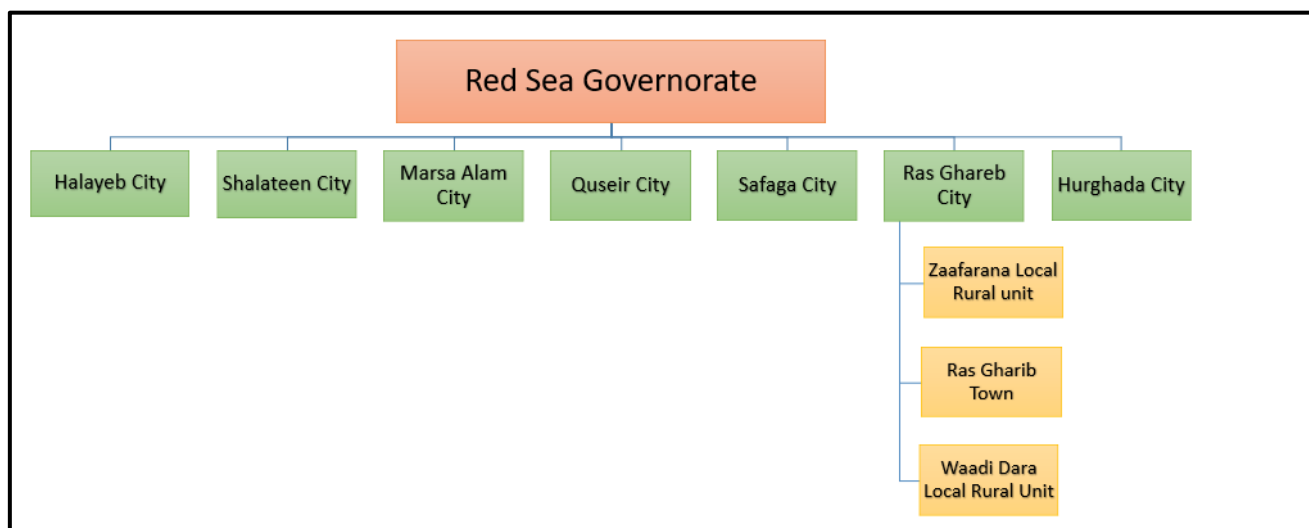 Red Sea Governorate
Halayeb City
Shalateen City
Marsa Alam
City
Quseir City
Safaga City
Ras Ghareb
City
Hurghada City
Zaafarana Local
Rural unit
Ras Gharib
Town
Waadi Dara
Local Rural Unit